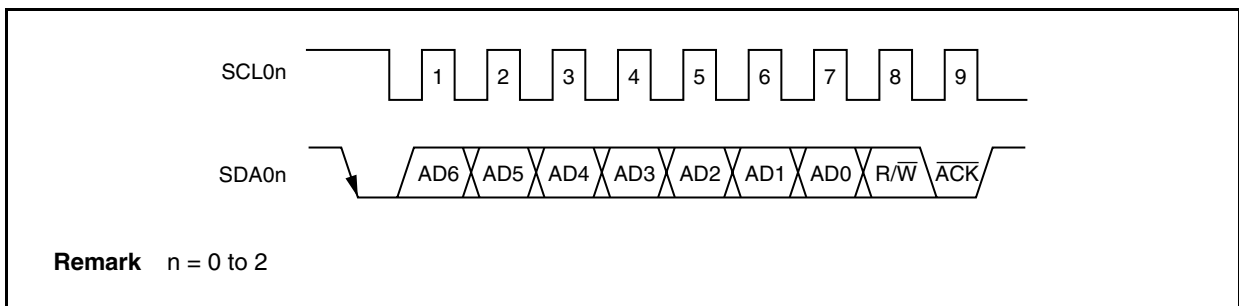 SCL0n 1 2 3 4 5 6 7 8 9
SDA0n AD6 AD5 AD4 AD3 AD2 AD1 AD0 R/W̅ A̅C̅K̅
Remark n = 0 to 2